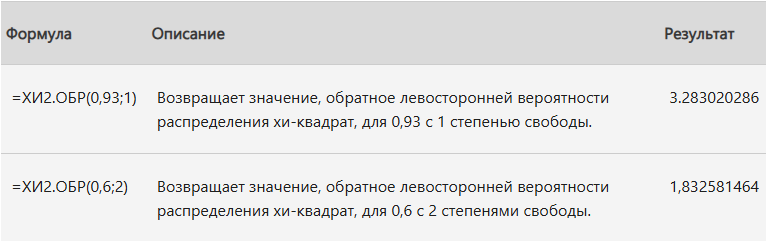 Формула Описание Результат
=ХИ2.ОБР(0,93;1) Возвращает значение, обратное левосторонней вероятности 3.283020286
распределения хи-квадрат, для 0,93 с 1 степенью свободы.
=ХИ2.ОБР(0,6;2) Возвращает значение, обратное левосторонней вероятности 1,832581464
распределения хи-квадрат, для 0,6 с 2 степенями свободы.